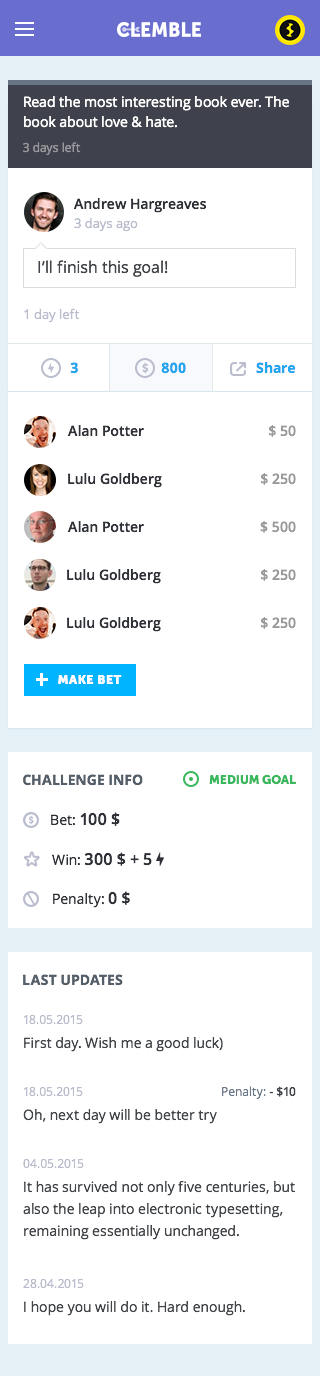 CLEMBLE
Read the most interesting book ever. The
book about love & hate.
3 days left
Andrew Hargreaves
3 days ago
I'll finish this goal!
1 day left
3
$ 800
Share
Alan Potter $ 50
Lulu Goldberg $ 250
Alan Potter $ 500
Lulu Goldberg $ 250
Lulu Goldberg $ 250
+ MAKE BET
CHALLENGE INFO MEDIUM GOAL
$ Bet: 100 $
Win: 300 $ + 5
Penalty: 0 $
LAST UPDATES
18.05.2015
First day. Wish me a good luck)
18.05.2015 Penalty: - $10
Oh, next day will be better try
04.05.2015
It has survived not only five centuries, but
also the leap into electronic typesetting,
remaining essentially unchanged.
28.04.2015
I hope you will do it. Hard enough.